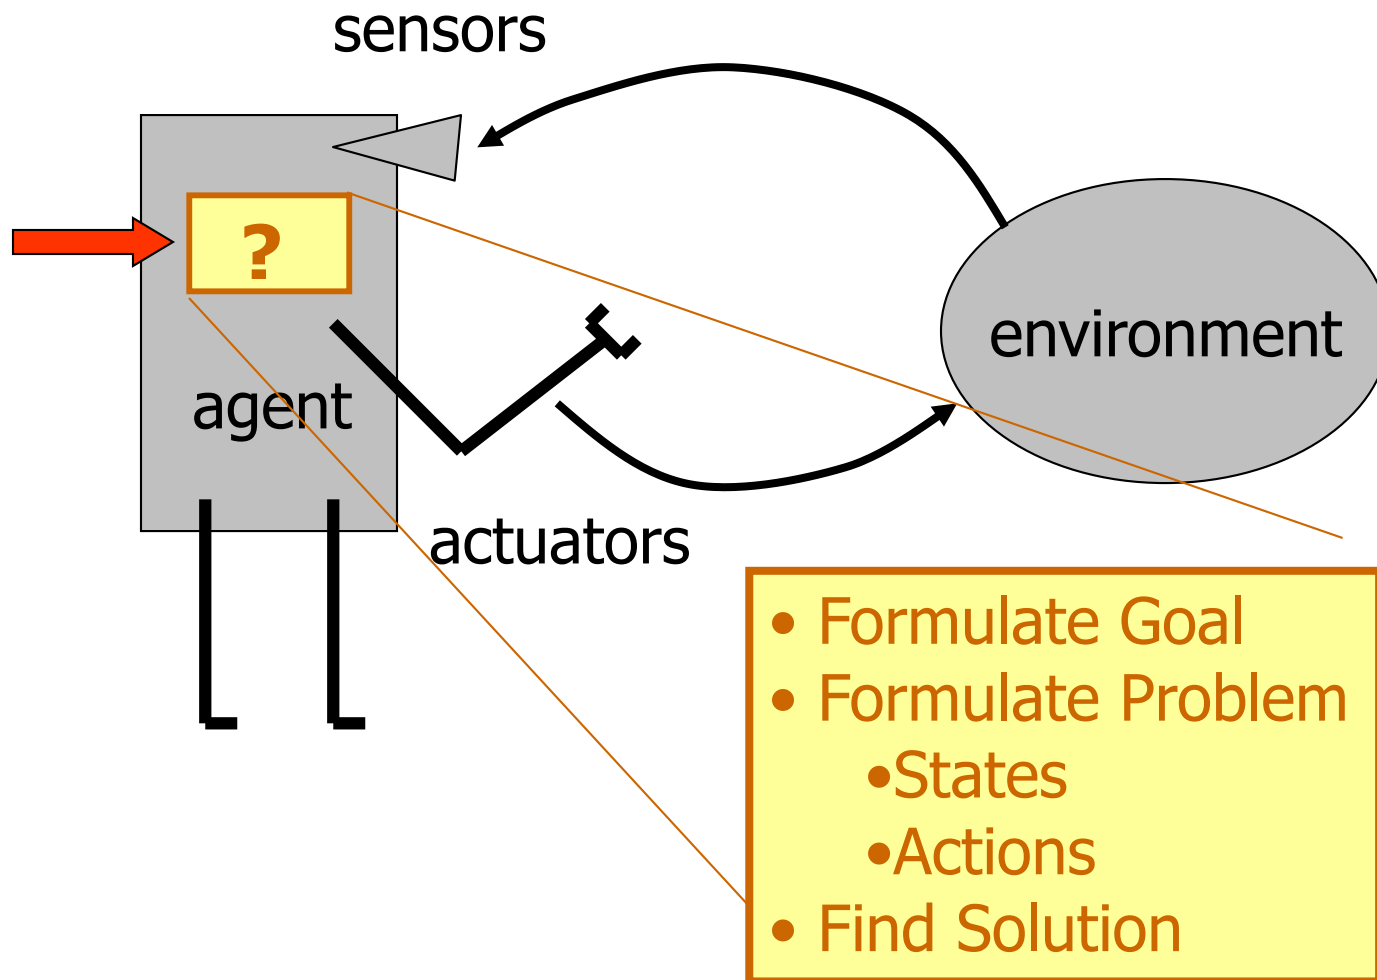 sensors
?
environment
agent
actuators
• Formulate Goal
• Formulate Problem
•States
•Actions
• Find Solution